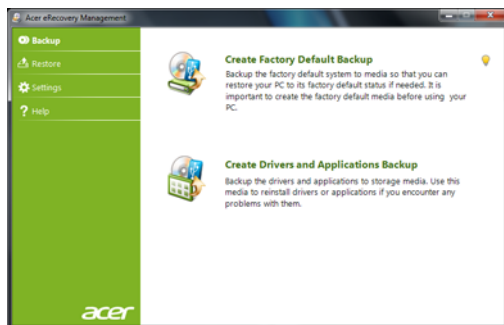 Acer eRecovery Management
Backup
Restore
Settings
? Help
Create Factory Default Backup
Backup the factory default system to media so that you can
restore your PC to its factory default status if needed. It is
important to create the factory default media before using your
PC.
Create Drivers and Applications Backup
Backup the drivers and applications to storage media. Use this
media to reinstall drivers or applications if you encounter any
problems with them.
acer